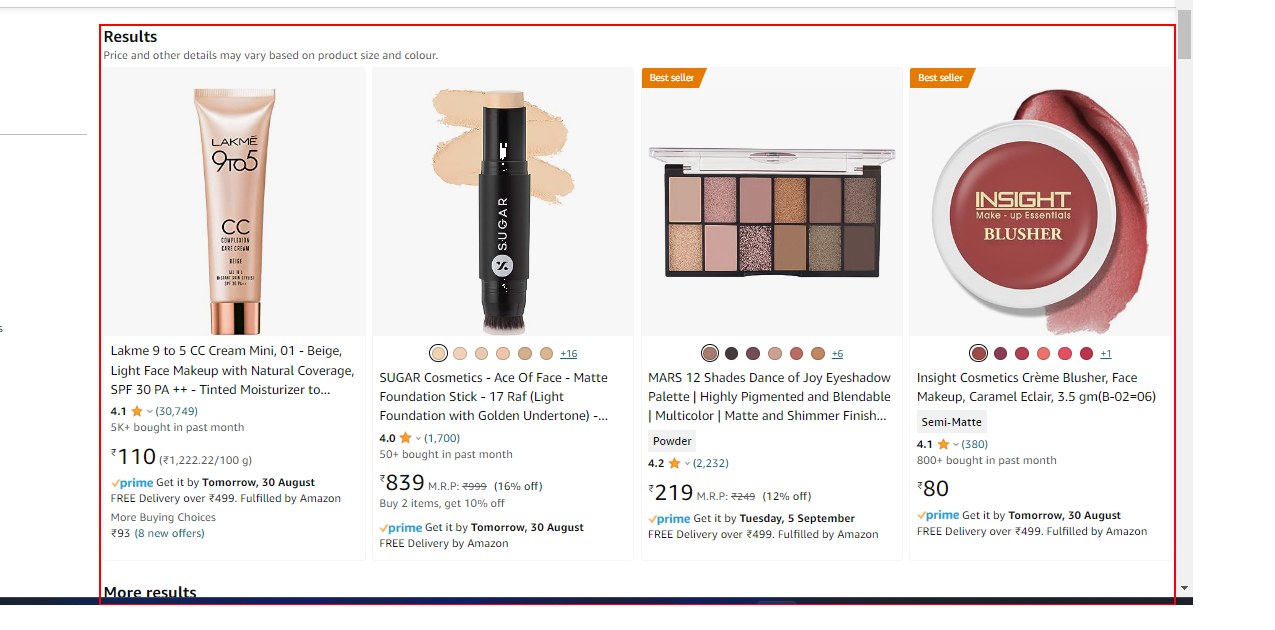 Results
Price and other details may vary based on product size and colour.
LAKMĒ
9TO5
CC
COMPLEXION
CARE CREAM
BEIGE
SPF 30 PA++
Lakme 9 to 5 CC Cream Mini, 01 - Beige,
Light Face Makeup with Natural Coverage,
SPF 30 PA ++ - Tinted Moisturizer to...
4.1 (30,749)
5K+ bought in past month
₹110 (₹1,222.22/100 g)
prime Get it by Tomorrow, 30 August
FREE Delivery over ₹499. Fulfilled by Amazon
More Buying Choices
₹93 (8 new offers)
SUGAR
+16
SUGAR Cosmetics - Ace Of Face - Matte
Foundation Stick - 17 Raf (Light
Foundation with Golden Undertone) -...
4.0 (1,700)
50+ bought in past month
₹839 M.R.P: ₹999 (16% off)
Buy 2 items, get 10% off
prime Get it by Tomorrow, 30 August
FREE Delivery by Amazon
Best seller
+6
MARS 12 Shades Dance of Joy Eyeshadow
Palette | Highly Pigmented and Blendable
| Multicolor | Matte and Shimmer Finish...
Powder
4.2 (2,232)
₹219 M.R.P: ₹249 (12% off)
prime Get it by Tuesday, 5 September
FREE Delivery over ₹499. Fulfilled by Amazon
Best seller
INSIGHT
Make - up Essentials
BLUSHER
+1
Insight Cosmetics Crème Blusher, Face
Makeup, Caramel Eclair, 3.5 gm(B-02=06)
Semi-Matte
4.1 (380)
800+ bought in past month
₹80
prime Get it by Tomorrow, 30 August
FREE Delivery over ₹499. Fulfilled by Amazon
More results